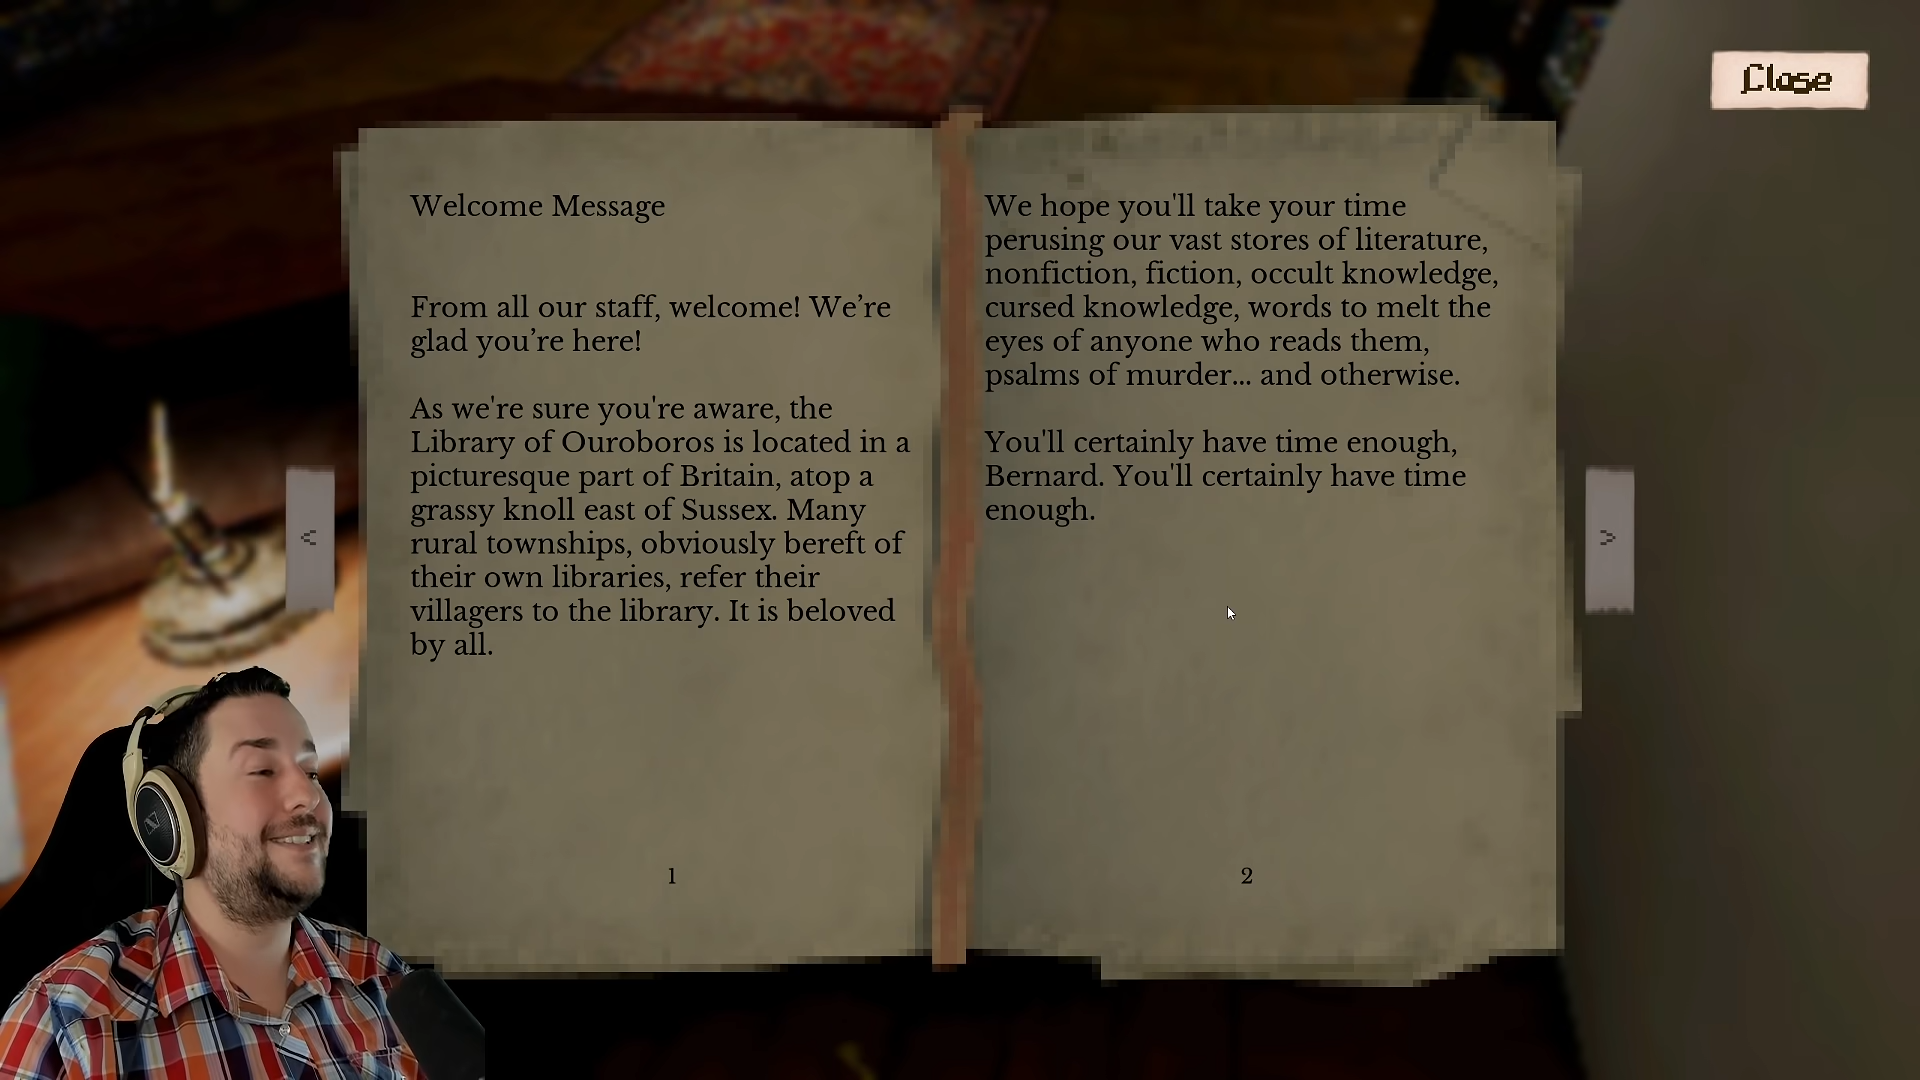 Close
Welcome Message
From all our staff, welcome! We’re
glad you’re here!
As we're sure you're aware, the
Library of Ouroboros is located in a
picturesque part of Britain, atop a
grassy knoll east of Sussex. Many
rural townships, obviously bereft of
their own libraries, refer their
villagers to the library. It is beloved
by all.
1
We hope you'll take your time
perusing our vast stores of literature,
nonfiction, fiction, occult knowledge,
cursed knowledge, words to melt the
eyes of anyone who reads them,
psalms of murder... and otherwise.
You'll certainly have time enough,
Bernard. You'll certainly have time
enough.
2
<
>